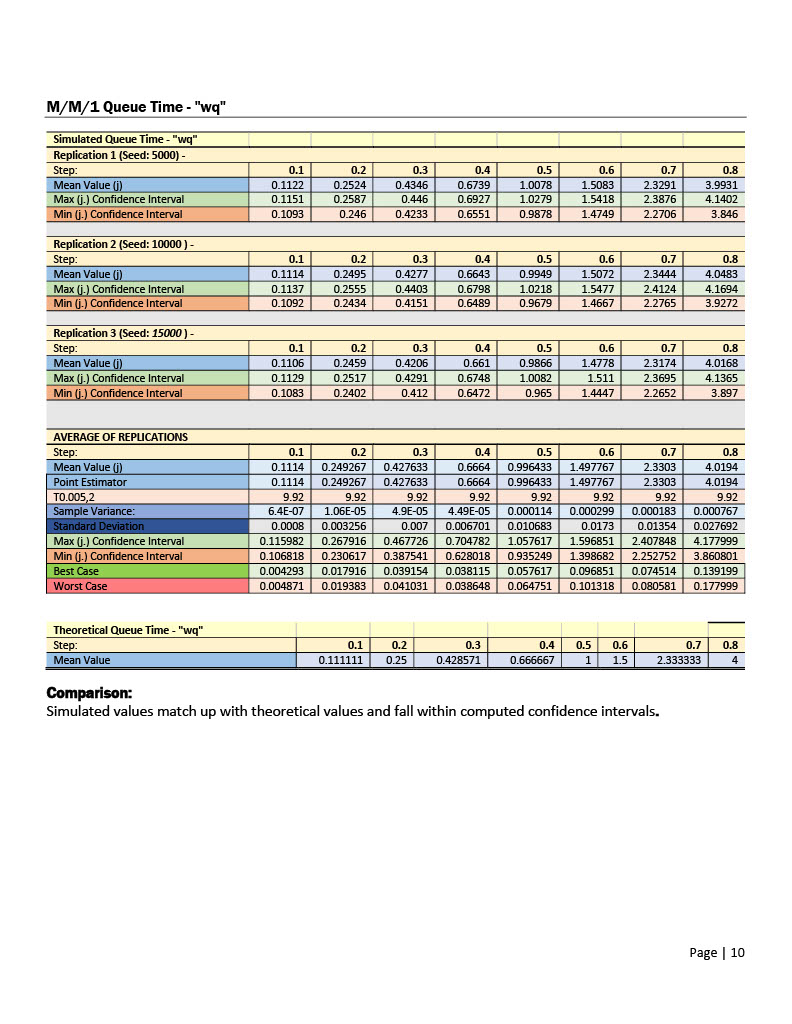 M/M/1 Queue Time - "wq"
Simulated Queue Time - "wq"
Replication 1 (Seed: 5000) -
Step: 0.1 0.2 0.3 0.4 0.5 0.6 0.7 0.8
Mean Value (j) 0.1122 0.2524 0.4346 0.6739 1.0078 1.5083 2.3291 3.9931
Max (j.) Confidence Interval 0.1151 0.2587 0.446 0.6927 1.0279 1.5418 2.3876 4.1402
Min (j.) Confidence Interval 0.1093 0.246 0.4233 0.6551 0.9878 1.4749 2.2706 3.846
Replication 2 (Seed: 10000 ) -
Step: 0.1 0.2 0.3 0.4 0.5 0.6 0.7 0.8
Mean Value (j) 0.1114 0.2495 0.4277 0.6643 0.9949 1.5072 2.3444 4.0483
Max (j.) Confidence Interval 0.1137 0.2555 0.4403 0.6798 1.0218 1.5477 2.4124 4.1694
Min (j.) Confidence Interval 0.1092 0.2434 0.4151 0.6489 0.9679 1.4667 2.2765 3.9272
Replication 3 (Seed: 15000 ) -
Step: 0.1 0.2 0.3 0.4 0.5 0.6 0.7 0.8
Mean Value (j) 0.1106 0.2459 0.4206 0.661 0.9866 1.4778 2.3174 4.0168
Max (j.) Confidence Interval 0.1129 0.2517 0.4291 0.6748 1.0082 1.511 2.3695 4.1365
Min (j.) Confidence Interval 0.1083 0.2402 0.412 0.6472 0.965 1.4447 2.2652 3.897
AVERAGE OF REPLICATIONS
Step: 0.1 0.2 0.3 0.4 0.5 0.6 0.7 0.8
Mean Value (j) 0.1114 0.249267 0.427633 0.6664 0.996433 1.497767 2.3303 4.0194
Point Estimator 0.1114 0.249267 0.427633 0.6664 0.996433 1.497767 2.3303 4.0194
T0.005,2 9.92 9.92 9.92 9.92 9.92 9.92 9.92 9.92
Sample Variance: 6.4E-07 1.06E-05 4.9E-05 4.49E-05 0.000114 0.000299 0.000183 0.000767
Standard Deviation 0.0008 0.003256 0.007 0.006701 0.010683 0.0173 0.01354 0.027692
Max (j.) Confidence Interval 0.115982 0.267916 0.467726 0.704782 1.057617 1.596851 2.407848 4.177999
Min (j.) Confidence Interval 0.106818 0.230617 0.387541 0.628018 0.935249 1.398682 2.252752 3.860801
Best Case 0.004293 0.017916 0.039154 0.038115 0.057617 0.096851 0.074514 0.139199
Worst Case 0.004871 0.019383 0.041031 0.038648 0.064751 0.101318 0.080581 0.177999
Theoretical Queue Time - "wq"
Step: 0.1 0.2 0.3 0.4 0.5 0.6 0.7 0.8
Mean Value 0.111111 0.25 0.428571 0.666667 1 1.5 2.333333 4
Comparison:
Simulated values match up with theoretical values and fall within computed confidence intervals.
Page | 10